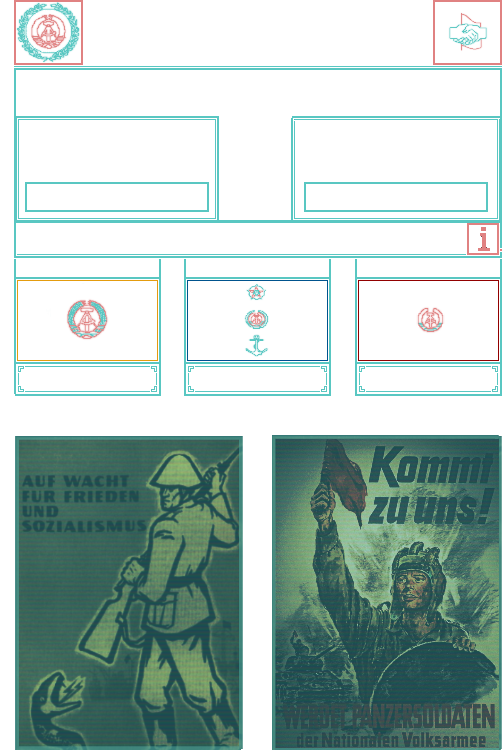 i
AUF WACHT
FÜR FRIEDEN
UND
SOZIALISMUS
Kommt
zu uns!
WERDET PANZERSOLDATEN
der Nationalen Volksarmee